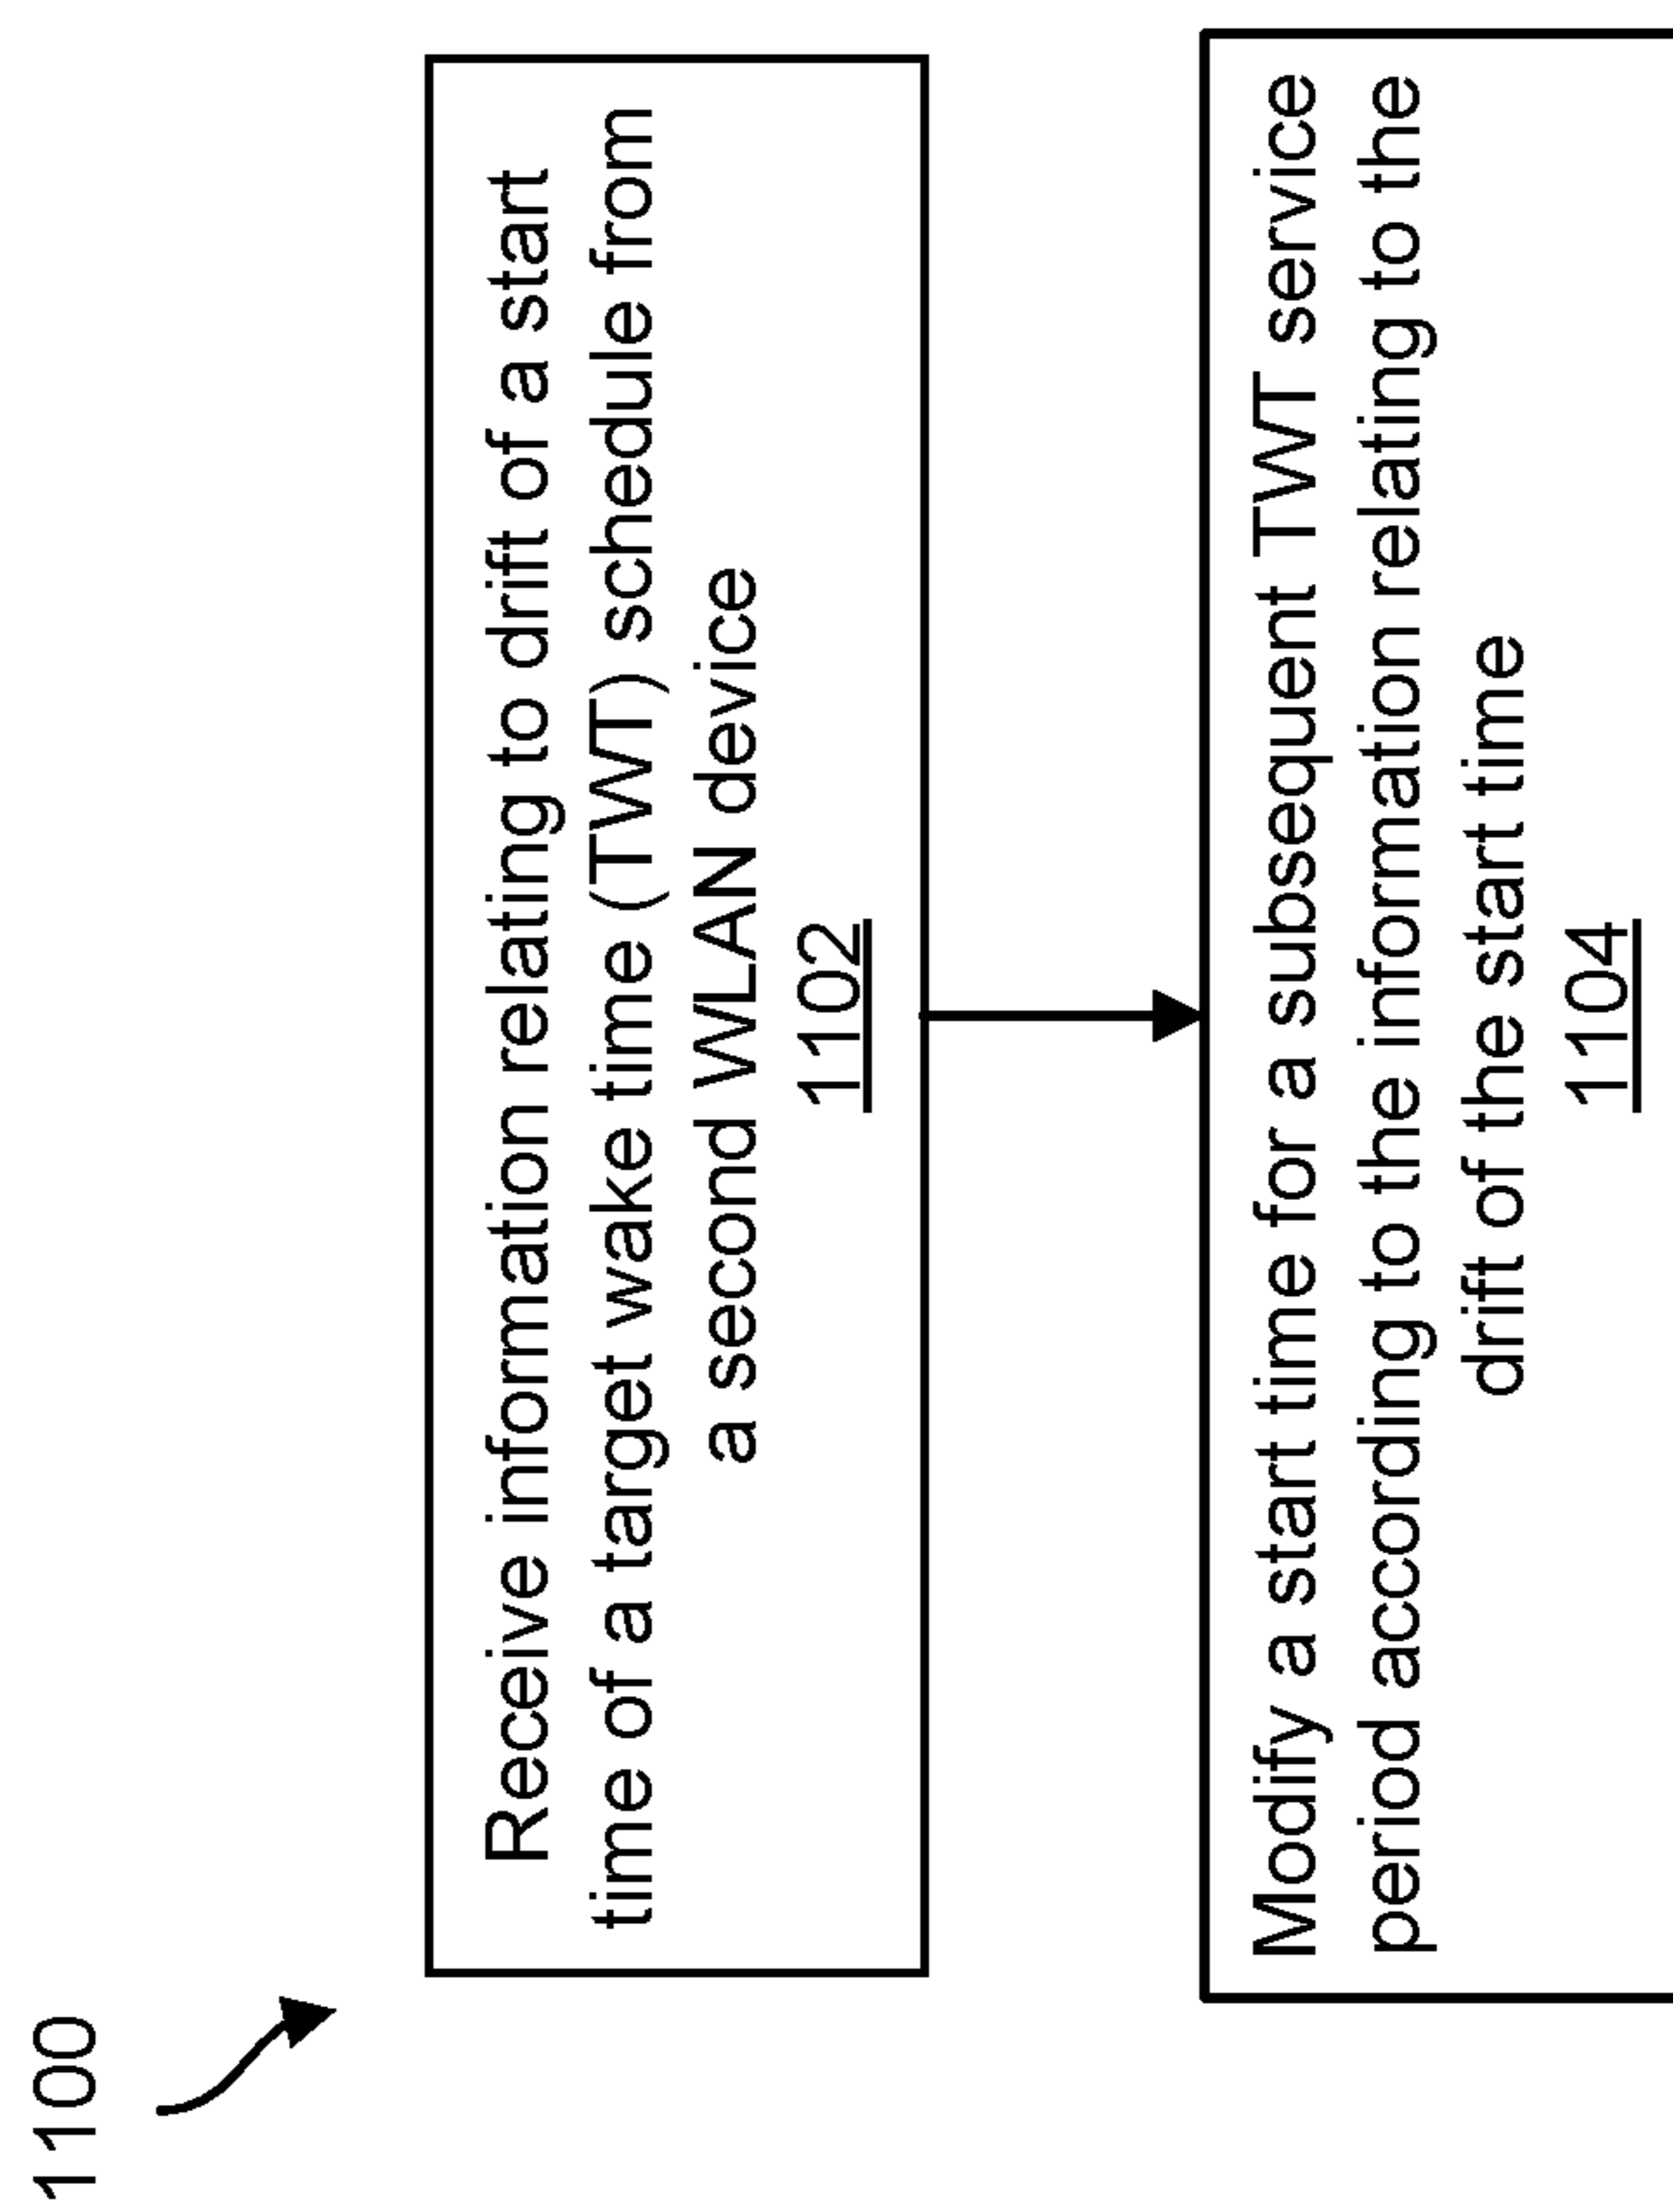 1100
Receive information relating to drift of a start
time of a target wake time (TWT) schedule from
a second WLAN device
1102
Modify a start time for a subsequent TWT service
period according to the information relating to the
drift of the start time
1104